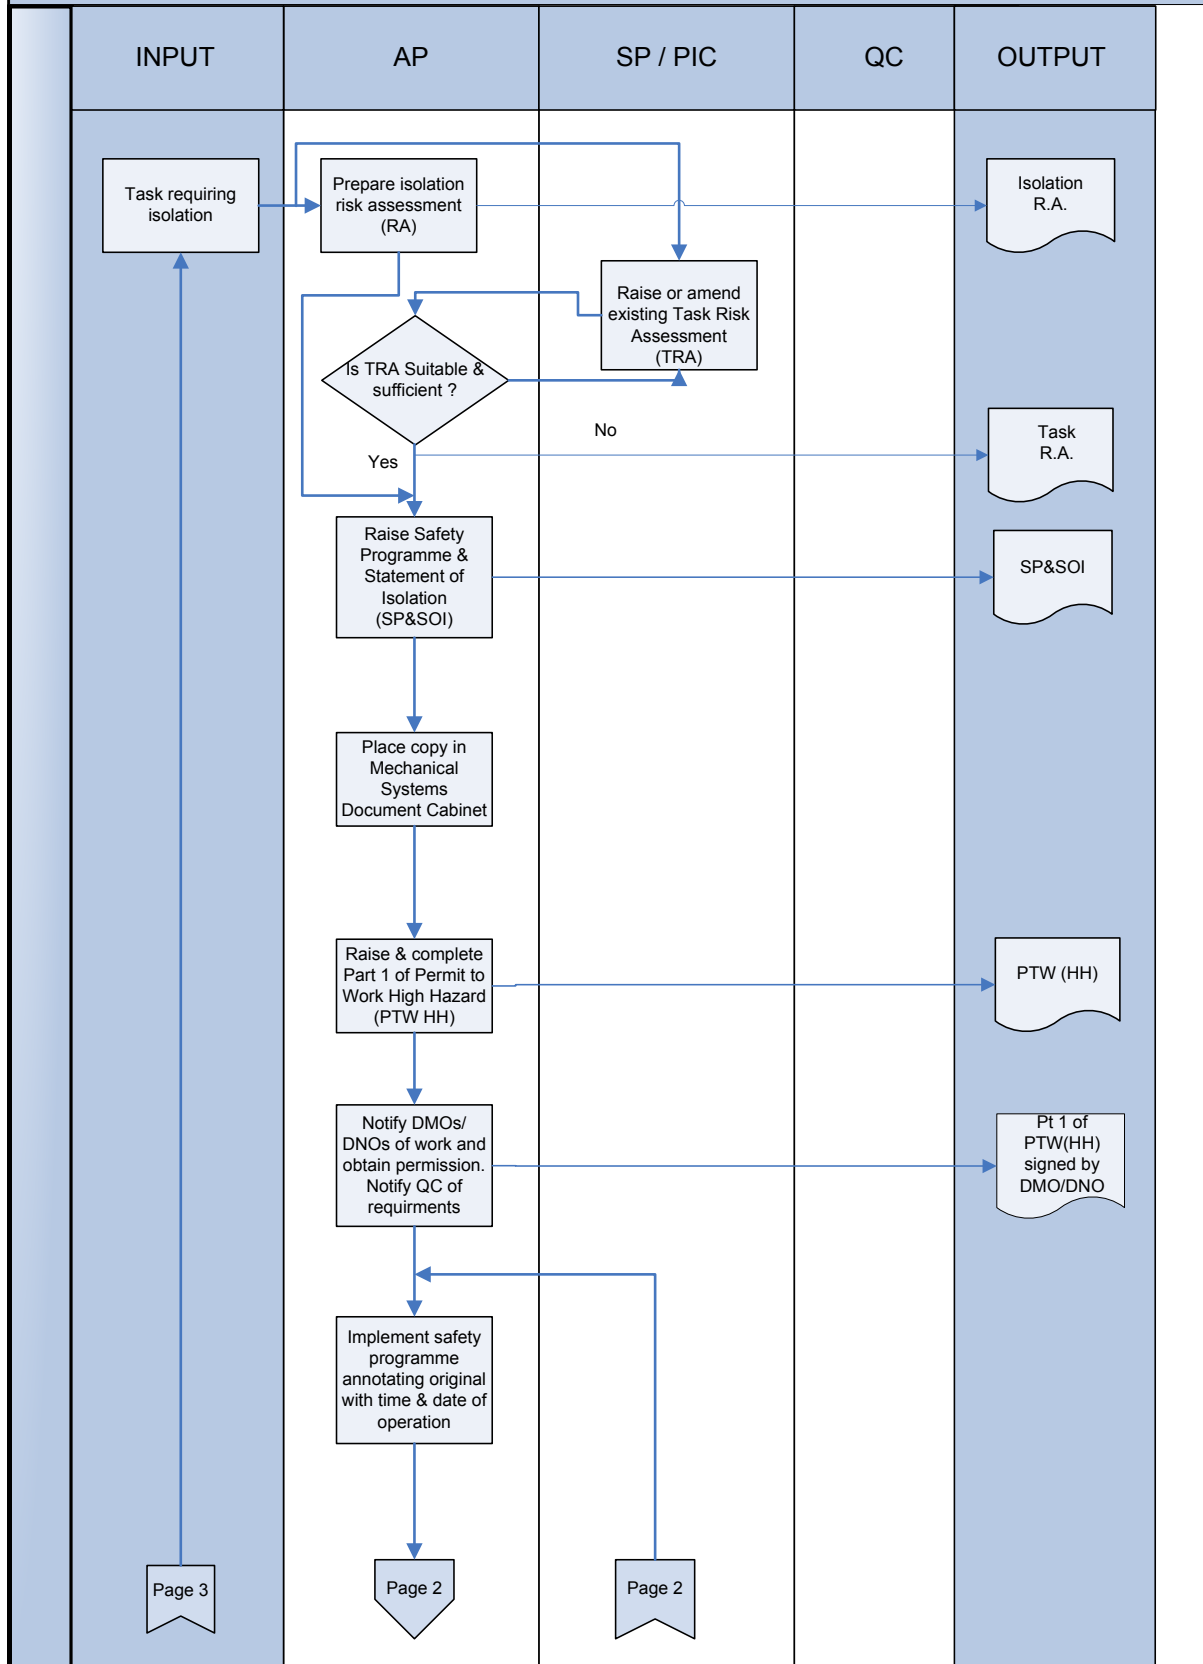 INPUT
AP
SP / PIC
QC
OUTPUT
Task requiring
isolation
Prepare isolation
risk assessment
(RA)
Isolation
R.A.
Raise or amend
existing Task Risk
Assessment
(TRA)
Is TRA Suitable &
sufficient ?
No
Yes
Task
R.A.
Raise Safety
Programme &
Statement of
Isolation
(SP&SOI)
SP&SOI
Place copy in
Mechanical
Systems
Document Cabinet
Raise & complete
Part 1 of Permit to
Work High Hazard
(PTW HH)
PTW (HH)
Notify DMOs/
DNOs of work and
obtain permission.
Notify QC of
requirments
Pt 1 of
PTW(HH)
signed by
DMO/DNO
Implement safety
programme
annotating original
with time & date of
operation
Page 3
Page 2
Page 2